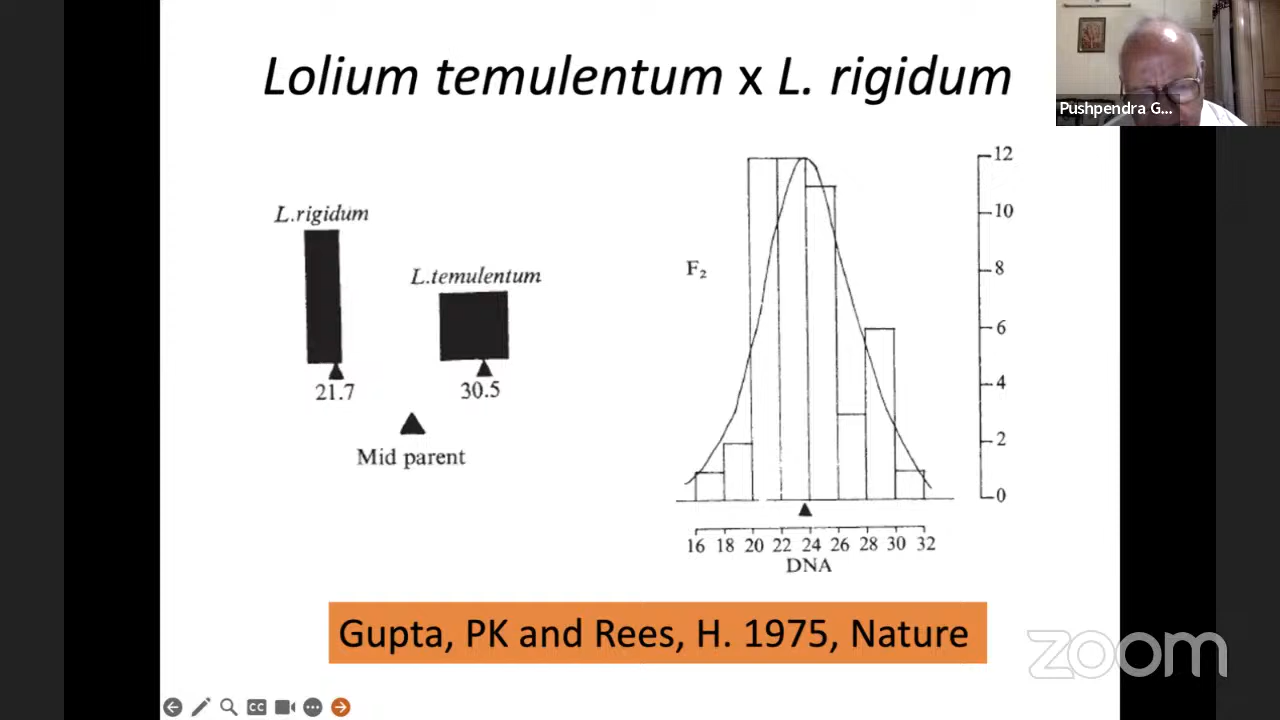 Lolium temulentum x L. rigidum
Pushpendra G...
L.rigidum
L.temulentum
21.7
30.5
Mid parent
F₂
12
10
8
6
4
2
0
16 18 20 22 24 26 28 30 32
DNA
Gupta, PK and Rees, H. 1975, Nature
zoom
CC